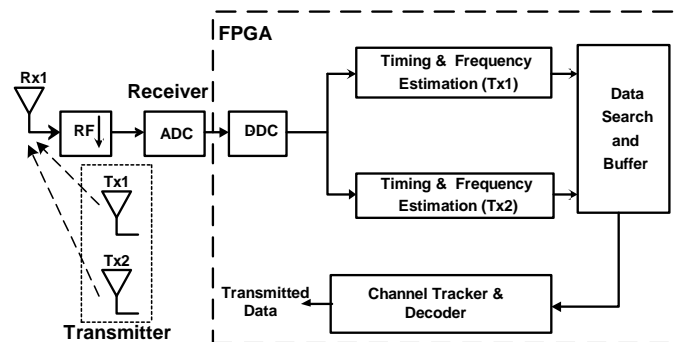 FPGA
Rx1
Receiver
RF
ADC
DDC
Timing & Frequency
Estimation (Tx1)
Timing & Frequency
Estimation (Tx2)
Data
Search
and
Buffer
Tx1
Tx2
Transmitter
Transmitted
Data
Channel Tracker &
Decoder